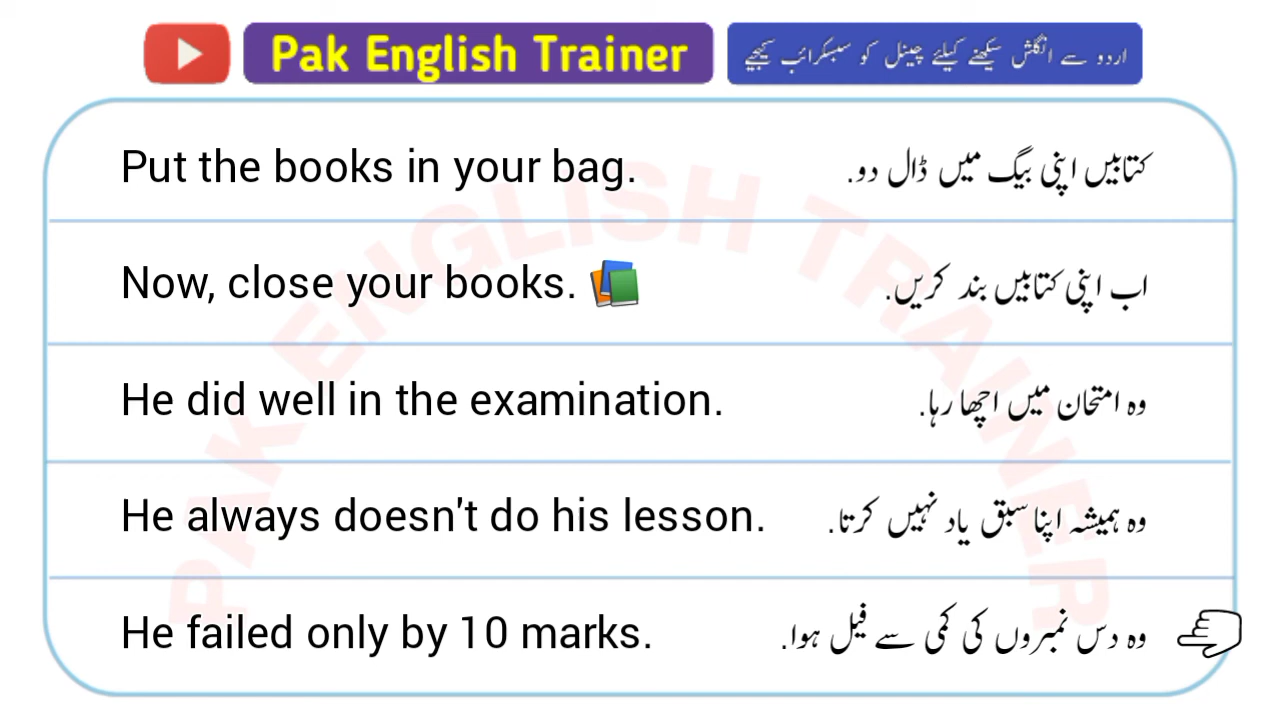 Pak English Trainer
اردو سے انگلش سیکھنے کیلئے چینل کو سبسکرائب کیجیے
Put the books in your bag.
کتابیں اپنی بیگ میں ڈال دو.
Now, close your books.
اب اپنی کتابیں بند کریں.
He did well in the examination.
وہ امتحان میں اچھا رہا.
He always doesn't do his lesson.
وہ ہمیشہ اپنا سبق یاد نہیں کرتا.
He failed only by 10 marks.
وہ دس نمبروں کی کمی سے فیل ہوا.
PAK ENGLISH TRAINER